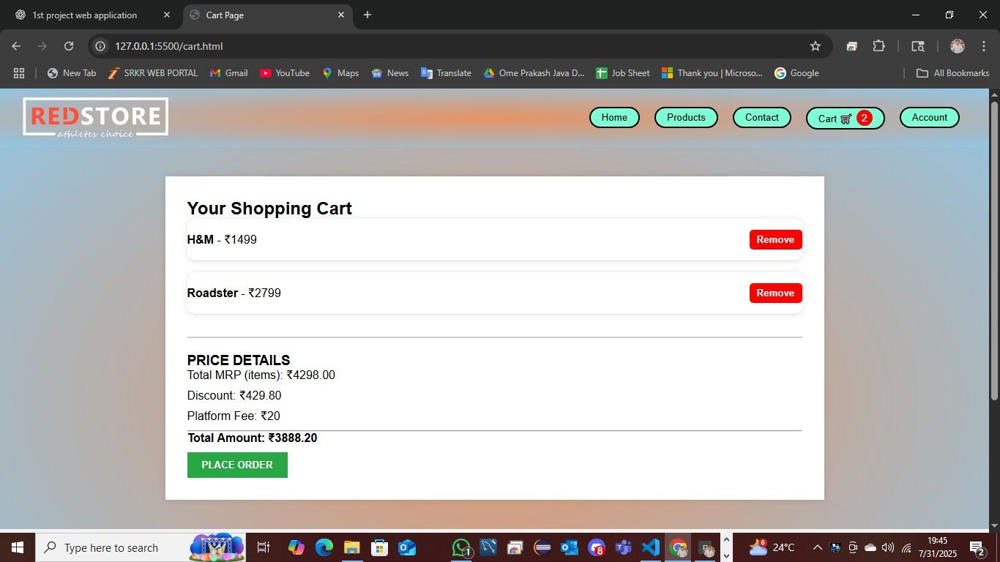 1st project web application
Cart Page
127.0.0.1:5500/cart.html
New Tab
SRKR WEB PORTAL
Gmail
YouTube
Maps
News
Translate
Ome Prakash Java D...
Job Sheet
Thank you | Microso...
Google
All Bookmarks
REDSTORE
athletes choice
Home
Products
Contact
Cart 2
Account
Your Shopping Cart
H&M - ₹1499
Remove
Roadster - ₹2799
Remove
PRICE DETAILS
Total MRP (items): ₹4298.00
Discount: ₹429.80
Platform Fee: ₹20
Total Amount: ₹3888.20
PLACE ORDER
Type here to search
1
8
6
24°C
19:45
7/31/2025
2